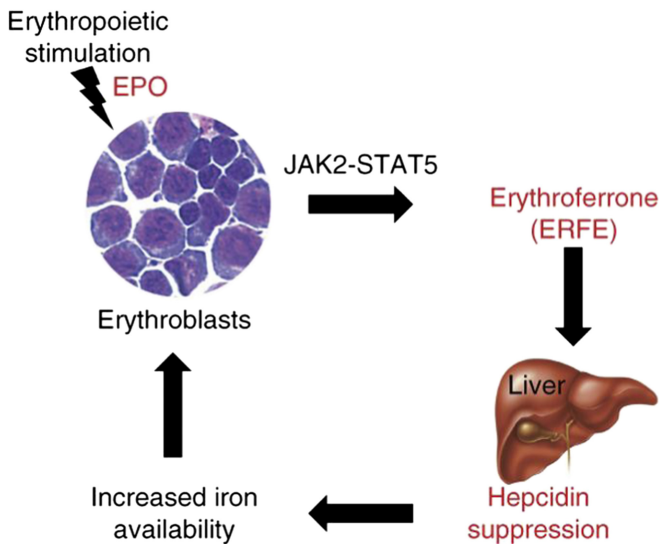 Erythropoietic
stimulation
EPO
JAK2-STAT5
Erythroferrone
(ERFE)
Erythroblasts
Liver
Hepcidin
suppression
Increased iron
availability